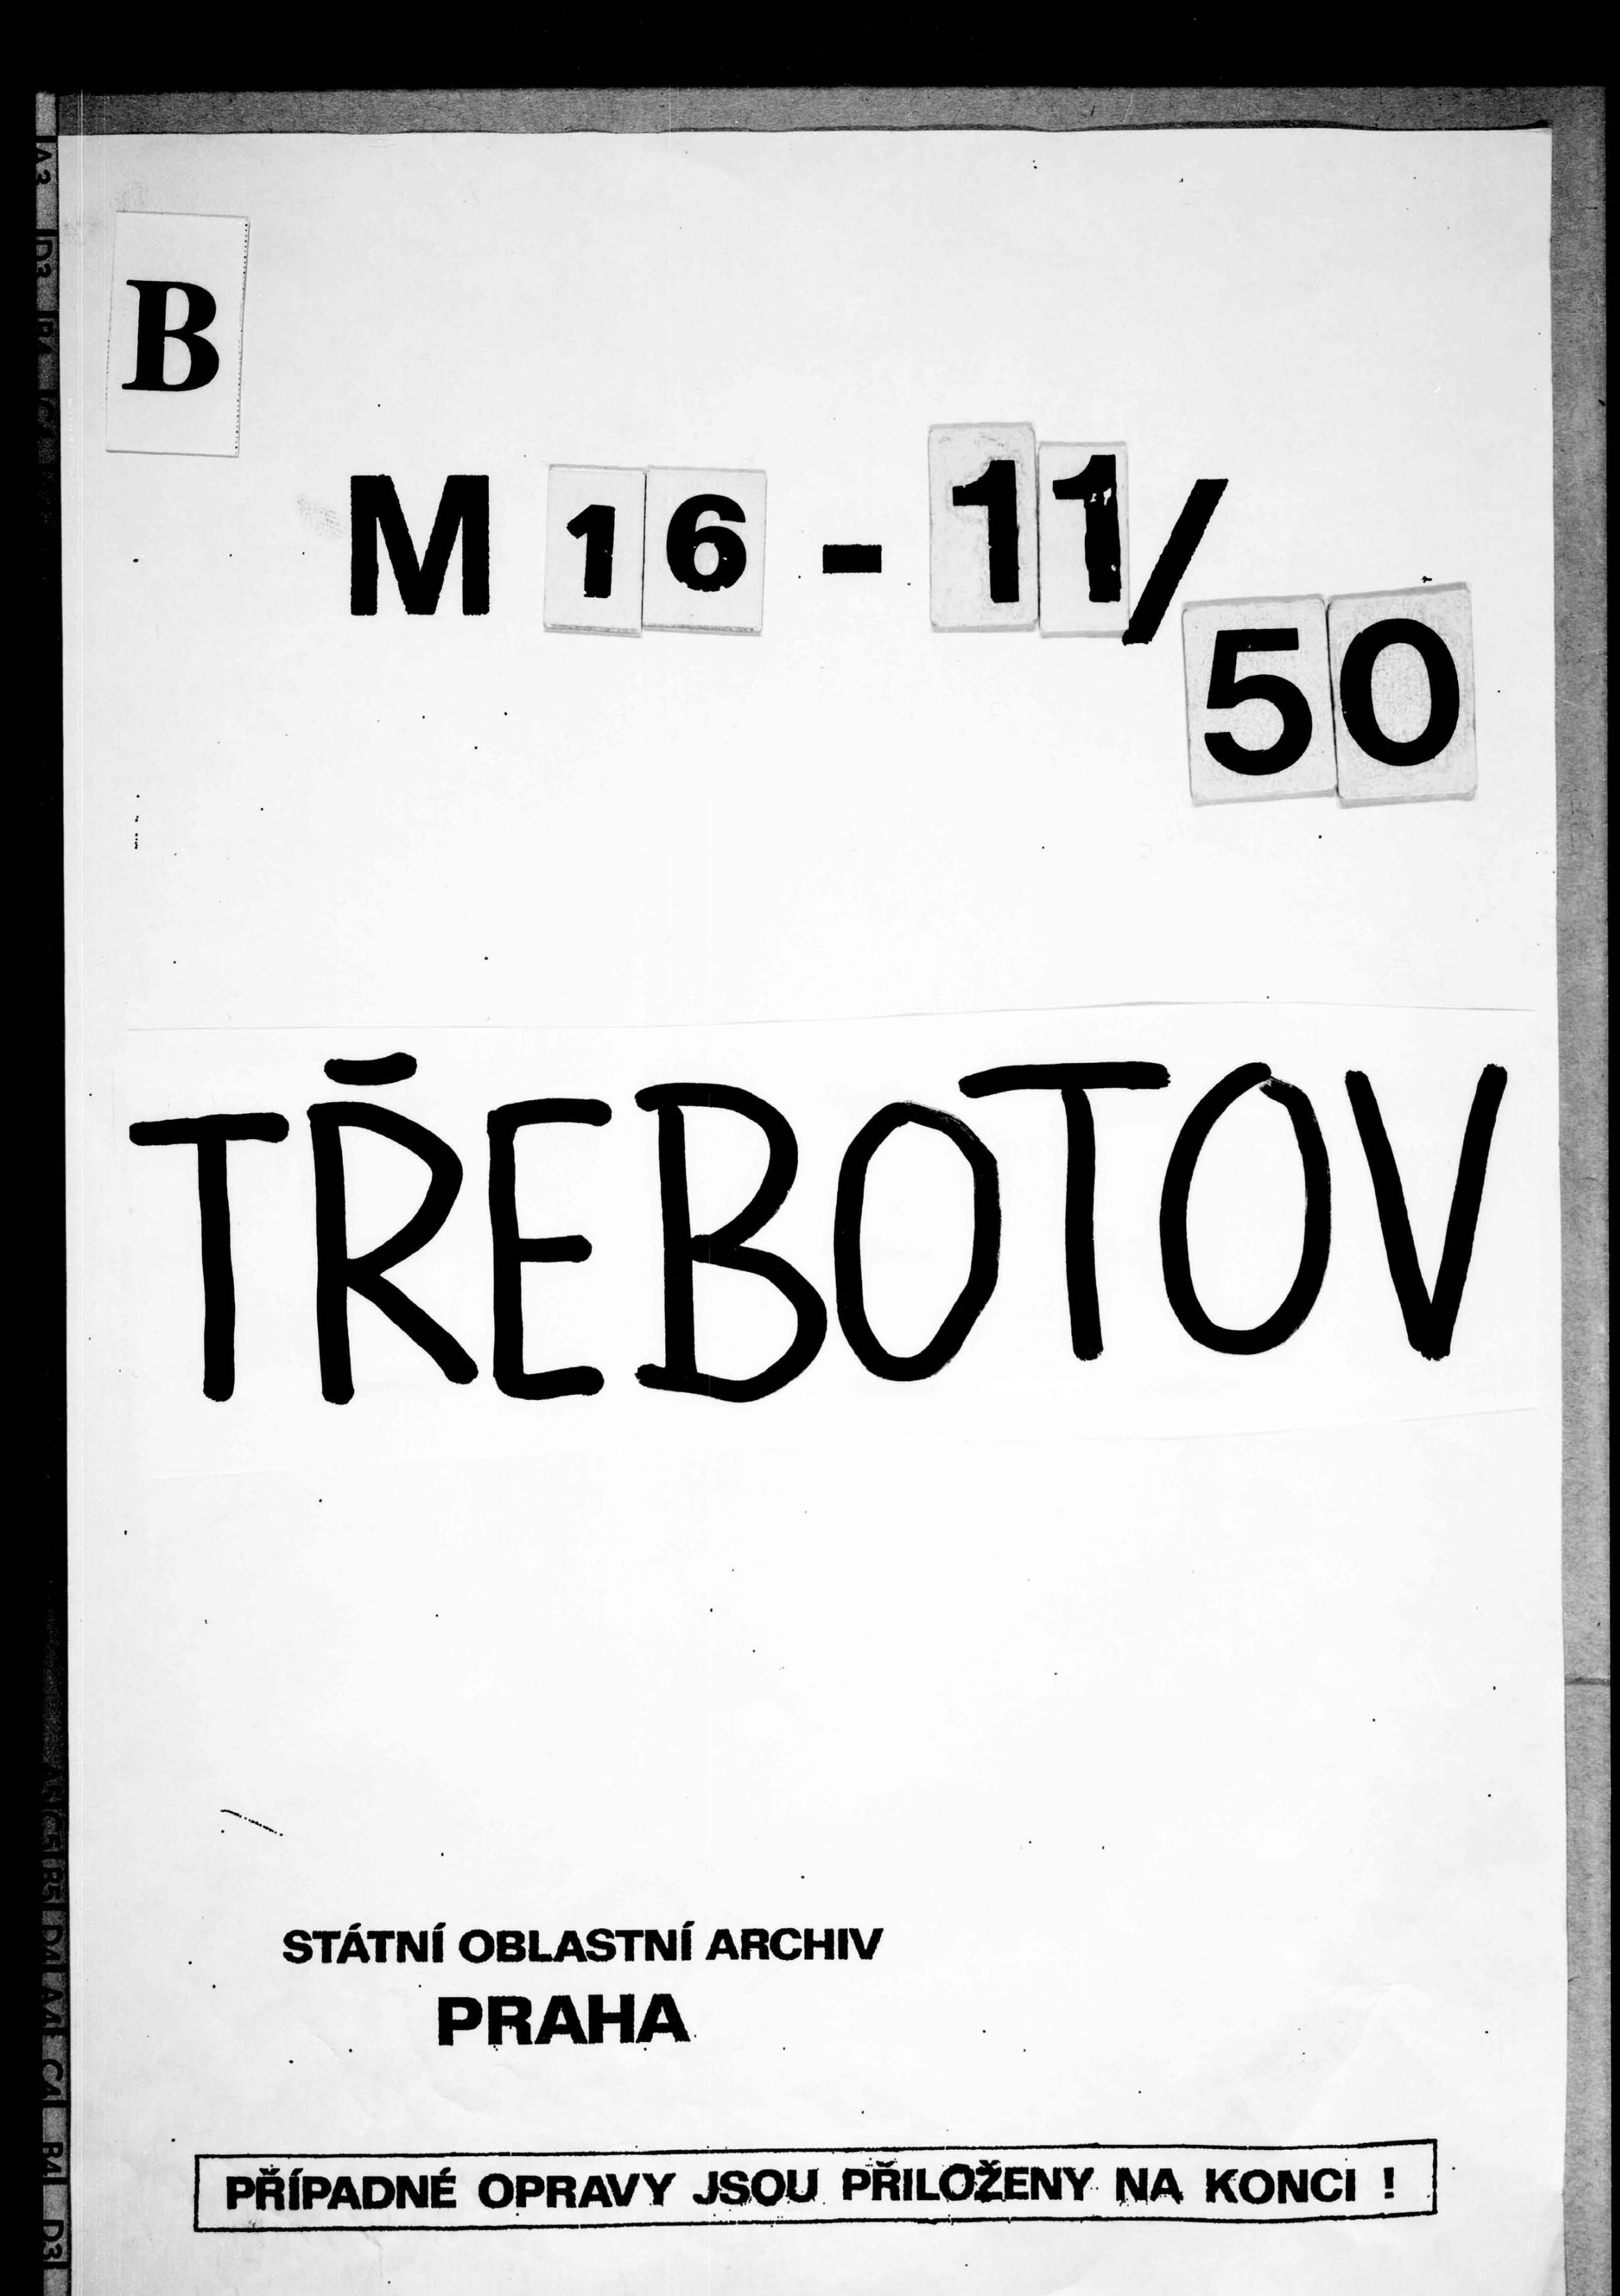 B
M 16 - 11/50
TŘEBOTOV
STÁTNÍ OBLASTNÍ ARCHIV
PRAHA
PŘÍPADNÉ OPRAVY JSOU PŘILOŽENY NA KONCI !